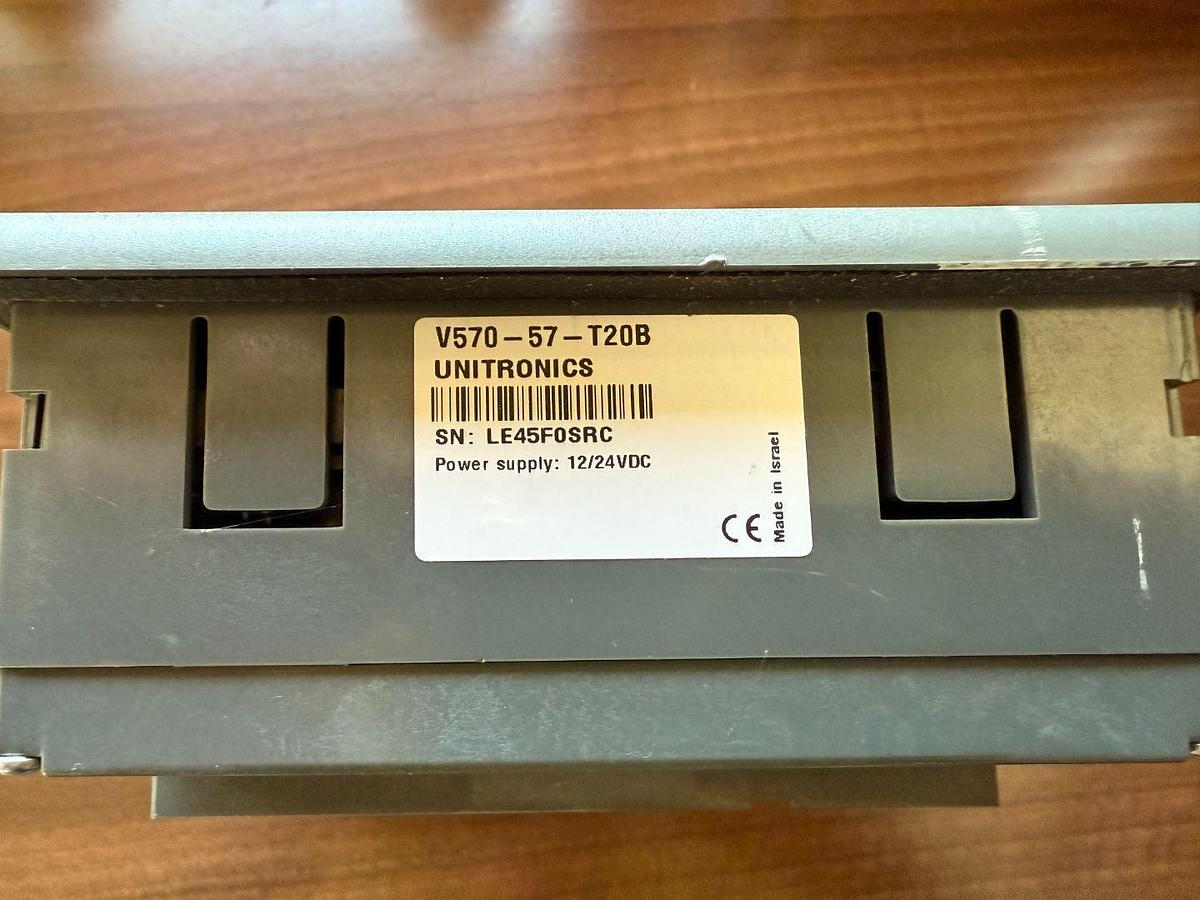 V570-57-T20B
UNITRONICS
SN: LE45F0SRC
Power supply: 12/24VDC
CE
Made in Israel